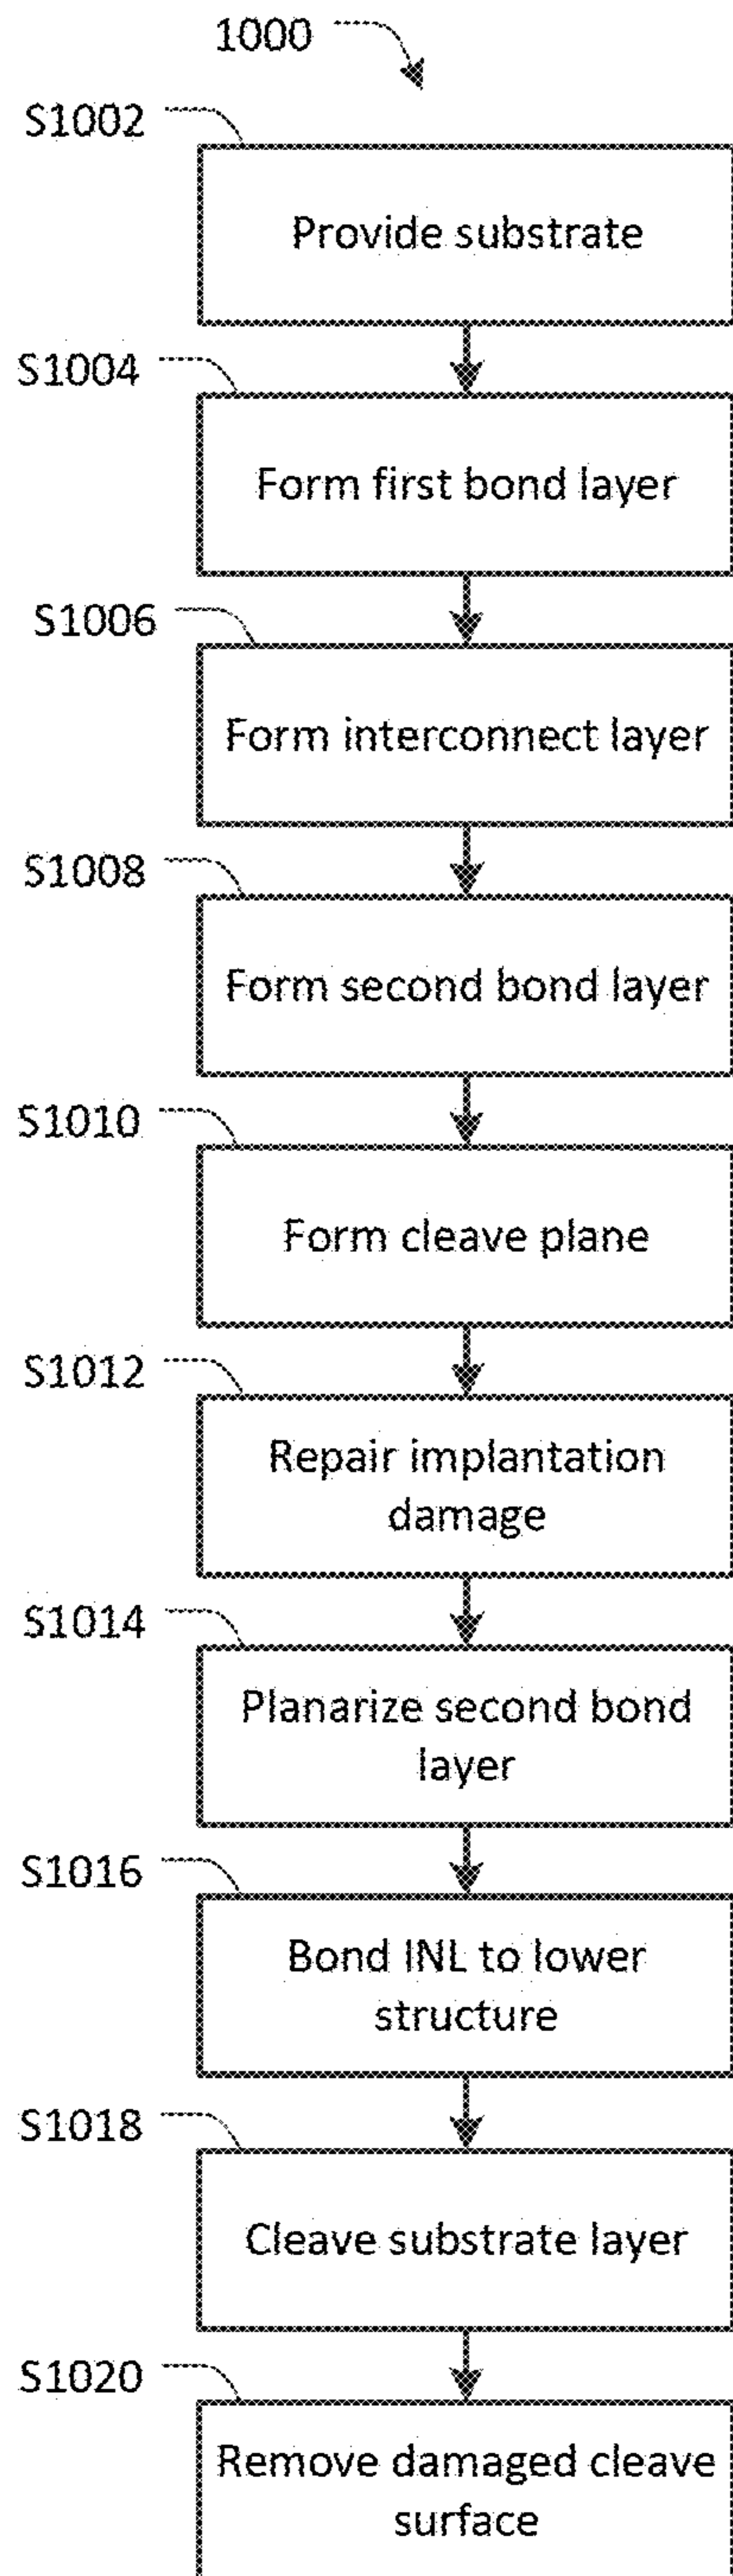 1000
S1002
Provide substrate
S1004
Form first bond layer
S1006
Form interconnect layer
S1008
Form second bond layer
S1010
Form cleave plane
S1012
Repair implantation
damage
S1014
Planarize second bond
layer
S1016
Bond INL to lower
structure
S1018
Cleave substrate layer
S1020
Remove damaged cleave
surface